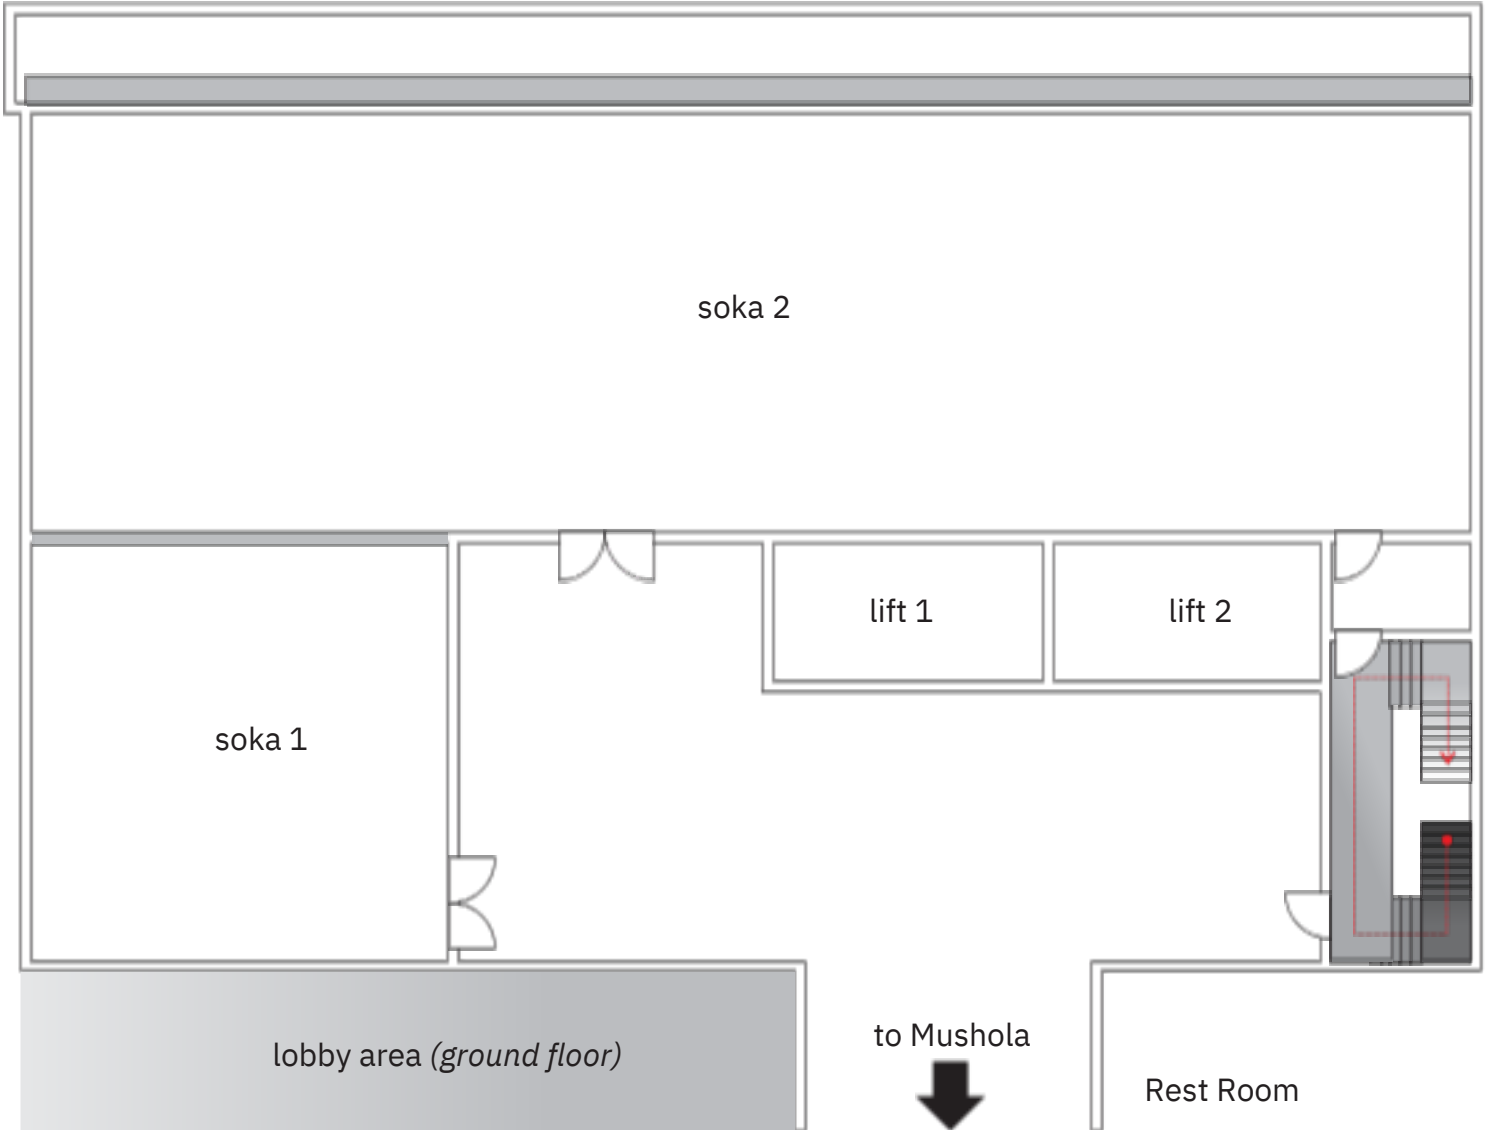 soka 2
lift 1
lift 2
soka 1
to Mushola
lobby area (ground floor)
Rest Room